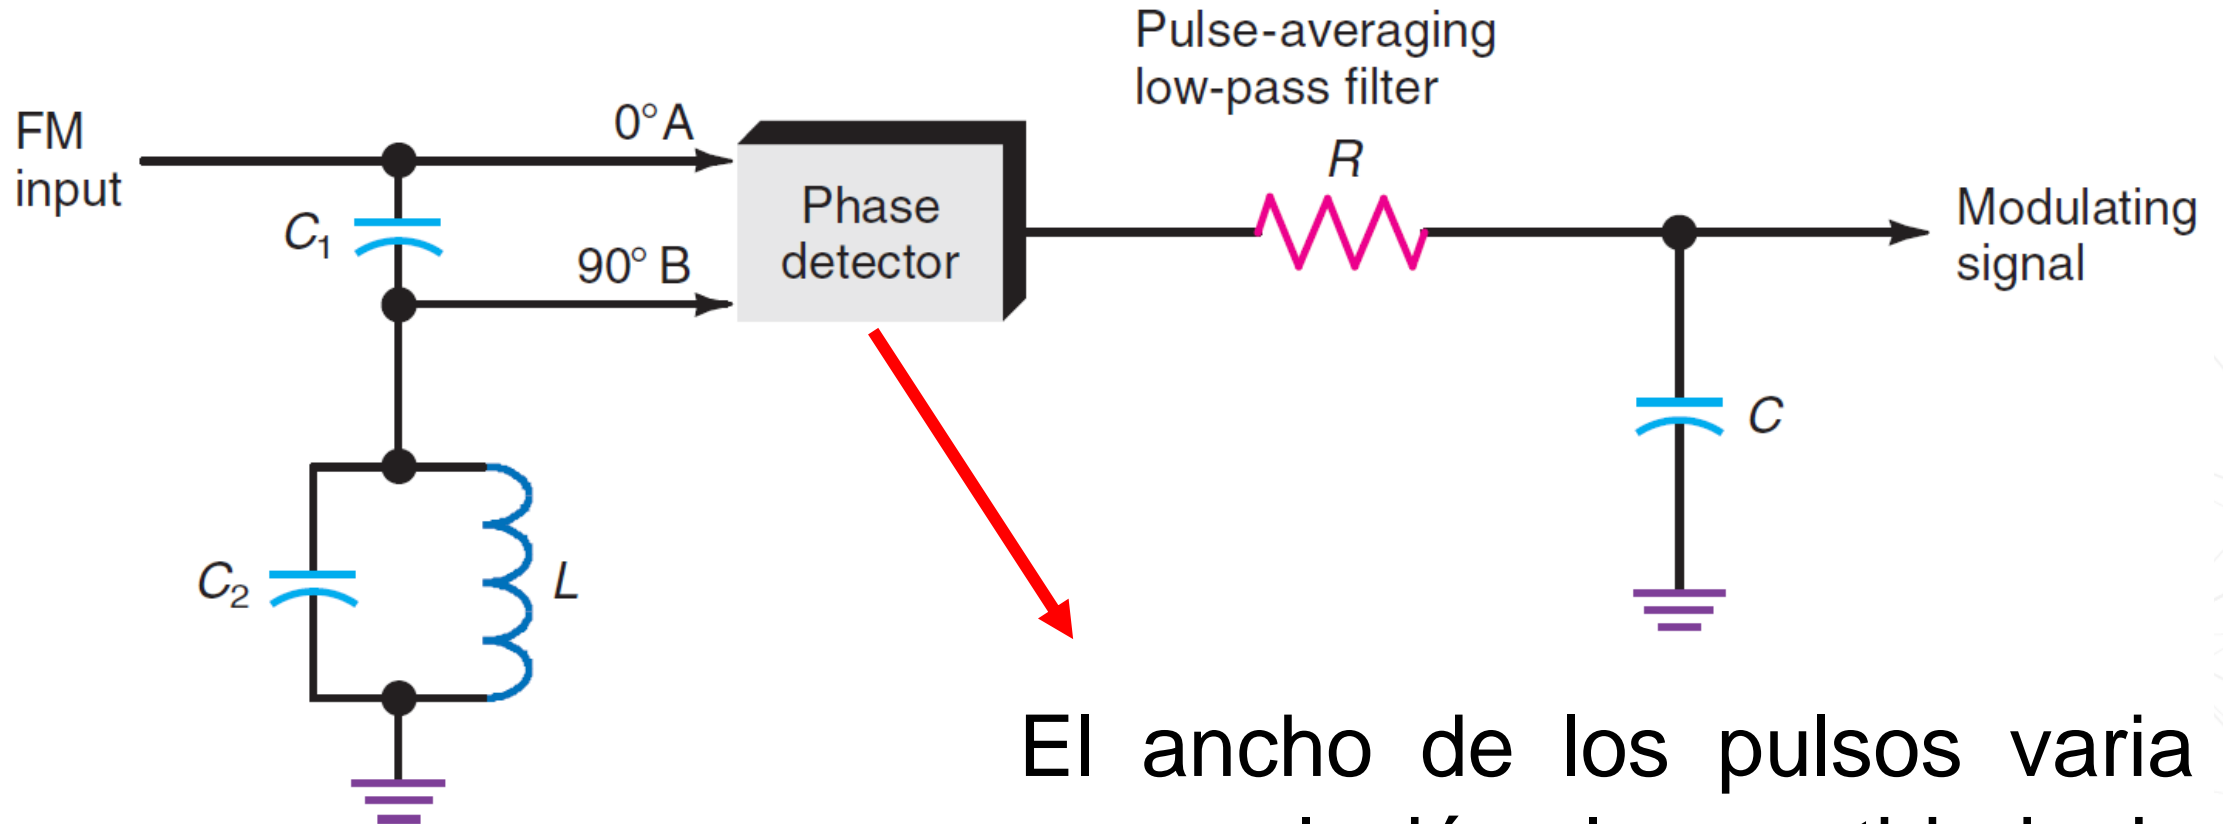 Pulse-averaging
low-pass filter
FM
input
0° A
R
C1
Phase
detector
90° B
Modulating
signal
C
C2
L
El ancho de los pulsos varia